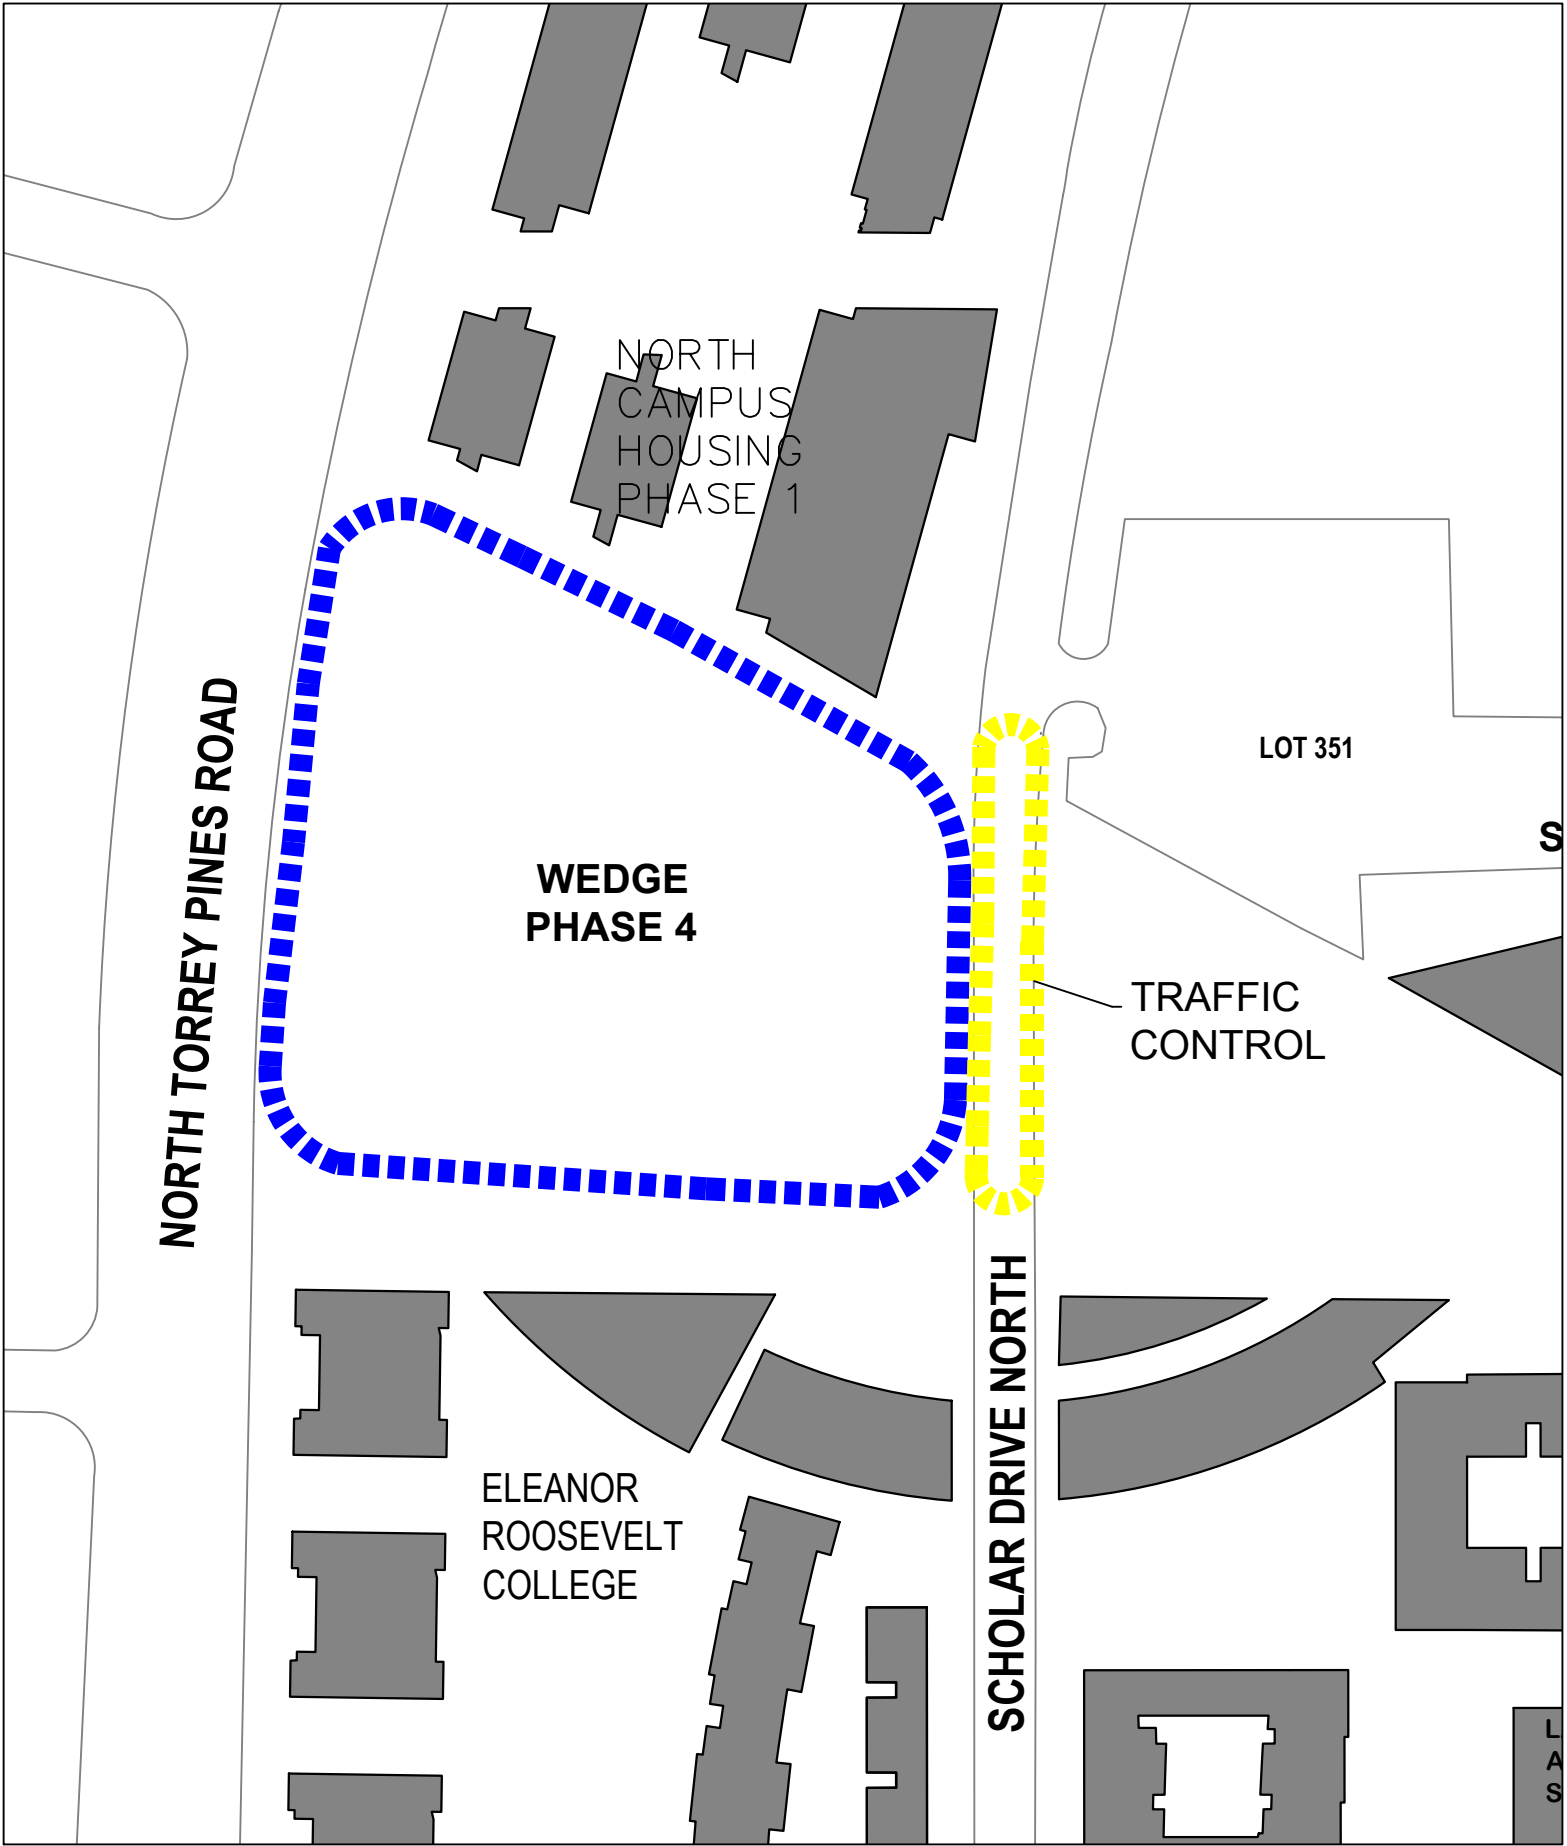 NORTH
CAMPUS
HOUSING
PHASE 1
NORTH TORREY PINES ROAD
LOT 351
S
WEDGE
PHASE 4
TRAFFIC
CONTROL
SCHOLAR DRIVE NORTH
ELEANOR
ROOSEVELT
COLLEGE
L
A
S